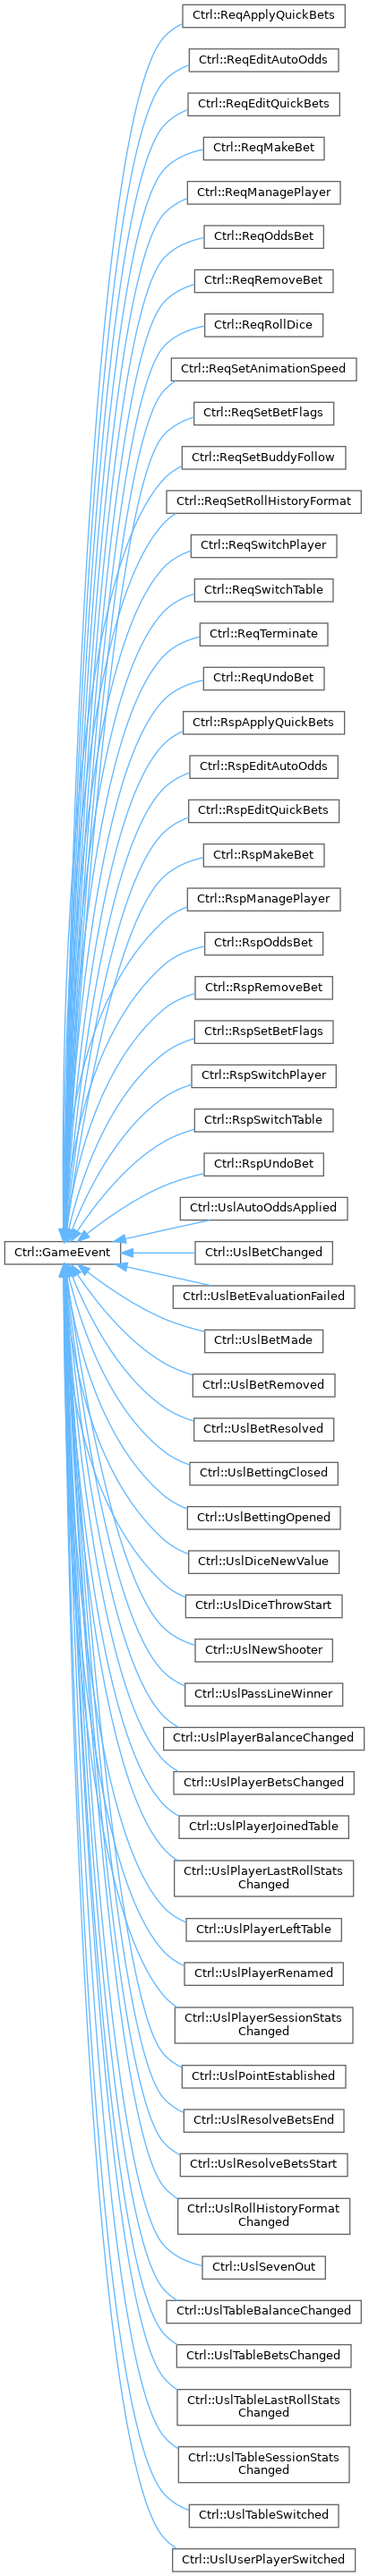 Ctrl::ReqApplyQuickBets
Ctrl::ReqEditAutoOdds
Ctrl::ReqEditQuickBets
Ctrl::ReqMakeBet
Ctrl::ReqManagePlayer
Ctrl::ReqOddsBet
Ctrl::ReqRemoveBet
Ctrl::ReqRollDice
Ctrl::ReqSetAnimationSpeed
Ctrl::ReqSetBetFlags
Ctrl::ReqSetBuddyFollow
Ctrl::ReqSetRollHistoryFormat
Ctrl::ReqSwitchPlayer
Ctrl::ReqSwitchTable
Ctrl::ReqTerminate
Ctrl::ReqUndoBet
Ctrl::RspApplyQuickBets
Ctrl::RspEditAutoOdds
Ctrl::RspEditQuickBets
Ctrl::RspMakeBet
Ctrl::RspManagePlayer
Ctrl::RspOddsBet
Ctrl::RspRemoveBet
Ctrl::RspSetBetFlags
Ctrl::RspSwitchPlayer
Ctrl::RspSwitchTable
Ctrl::RspUndoBet
Ctrl::UslAutoOddsApplied
Ctrl::GameEvent
Ctrl::UslBetChanged
Ctrl::UslBetEvaluationFailed
Ctrl::UslBetMade
Ctrl::UslBetRemoved
Ctrl::UslBetResolved
Ctrl::UslBettingClosed
Ctrl::UslBettingOpened
Ctrl::UslDiceNewValue
Ctrl::UslDiceThrowStart
Ctrl::UslNewShooter
Ctrl::UslPassLineWinner
Ctrl::UslPlayerBalanceChanged
Ctrl::UslPlayerBetsChanged
Ctrl::UslPlayerJoinedTable
Ctrl::UslPlayerLastRollStats
Changed
Ctrl::UslPlayerLeftTable
Ctrl::UslPlayerRenamed
Ctrl::UslPlayerSessionStats
Changed
Ctrl::UslPointEstablished
Ctrl::UslResolveBetsEnd
Ctrl::UslResolveBetsStart
Ctrl::UslRollHistoryFormat
Changed
Ctrl::UslSevenOut
Ctrl::UslTableBalanceChanged
Ctrl::UslTableBetsChanged
Ctrl::UslTableLastRollStats
Changed
Ctrl::UslTableSessionStats
Changed
Ctrl::UslTableSwitched
Ctrl::UslUserPlayerSwitched